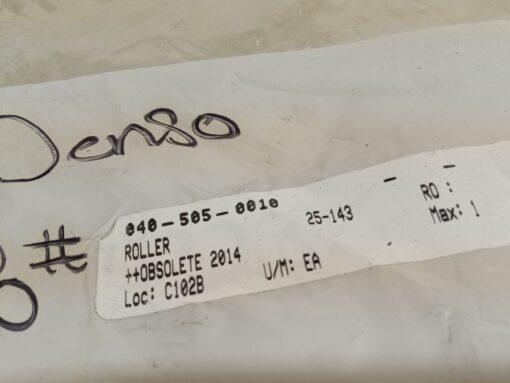 Denso
#
040-505-0010 25-143 - -
ROLLER RO :
++OBSOLETE 2014 Max: 1
Loc: C102B U/M: EA